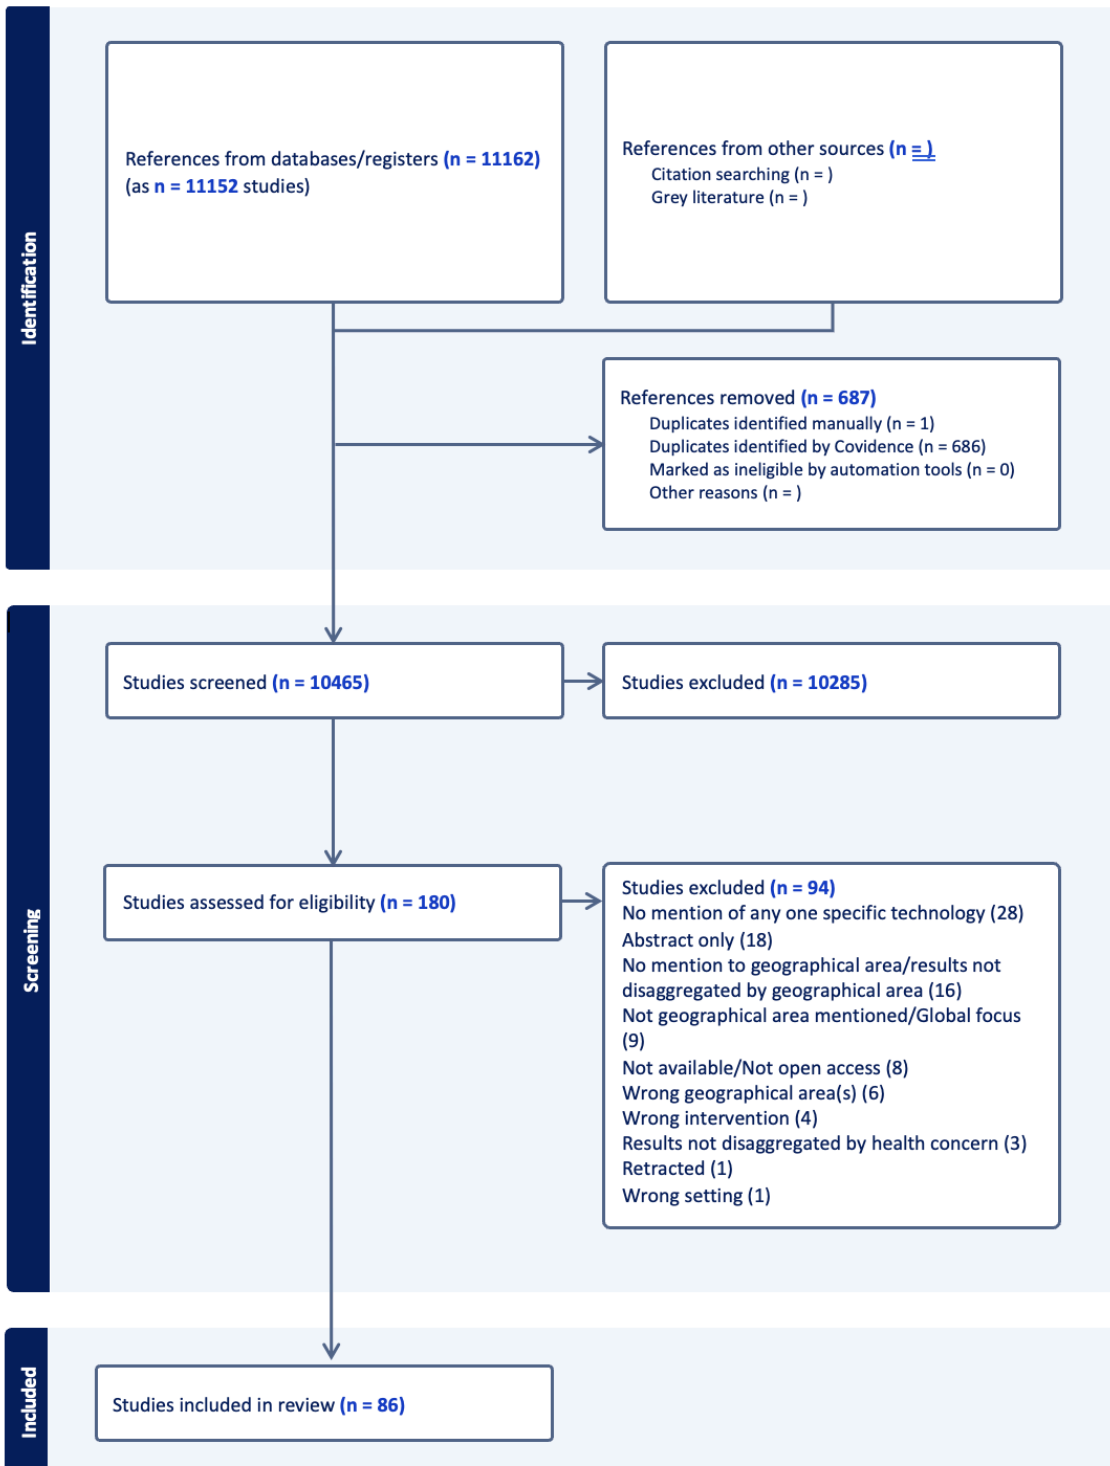 Identification
References from databases/registers (n = 11162)
(as n = 11152 studies)
References from other sources (n = )
Citation searching (n = )
Grey literature (n = )
References removed (n = 687)
Duplicates identified manually (n = 1)
Duplicates identified by Covidence (n = 686)
Marked as ineligible by automation tools (n = 0)
Other reasons (n = )
Screening
Studies screened (n = 10465)
Studies excluded (n = 10285)
Studies assessed for eligibility (n = 180)
Studies excluded (n = 94)
No mention of any one specific technology (28)
Abstract only (18)
No mention to geographical area/results not
disaggregated by geographical area (16)
Not geographical area mentioned/Global focus
(9)
Not available/Not open access (8)
Wrong geographical area(s) (6)
Wrong intervention (4)
Results not disaggregated by health concern (3)
Retracted (1)
Wrong setting (1)
Included
Studies included in review (n = 86)